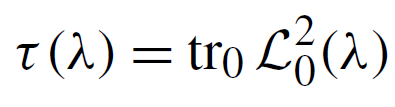 τ(λ) = tr₀ ℒ₀²(λ)